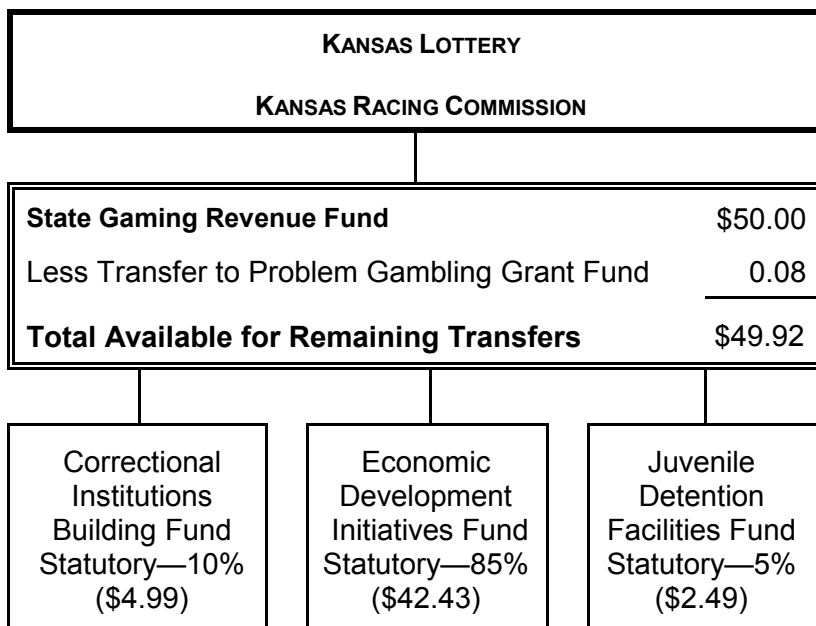 KANSAS LOTTERY
KANSAS RACING COMMISSION
State Gaming Revenue Fund $50.00
Less Transfer to Problem Gambling Grant Fund 0.08
Total Available for Remaining Transfers $49.92
Correctional
Institutions
Building Fund
Statutory—10%
($4.99)
Economic
Development
Initiatives Fund
Statutory—85%
($42.43)
Juvenile
Detention
Facilities Fund
Statutory—5%
($2.49)